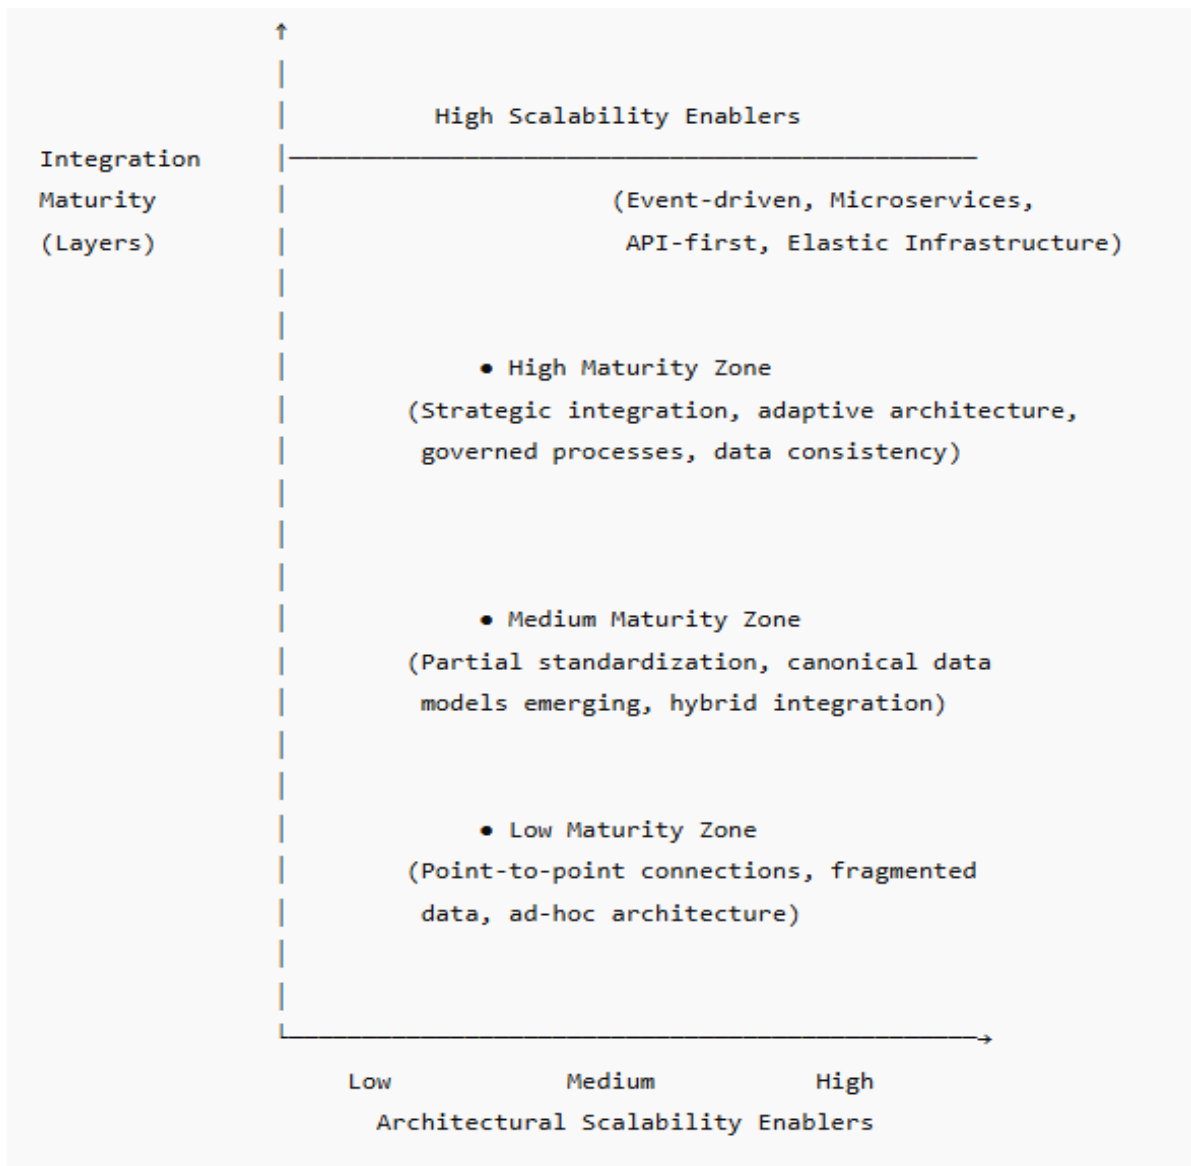 High Scalability Enablers
Integration
Maturity
(Layers)
(Event-driven, Microservices,
API-first, Elastic Infrastructure)
● High Maturity Zone
(Strategic integration, adaptive architecture,
governed processes, data consistency)
● Medium Maturity Zone
(Partial standardization, canonical data
models emerging, hybrid integration)
● Low Maturity Zone
(Point-to-point connections, fragmented
data, ad-hoc architecture)
Low Medium High
Architectural Scalability Enablers